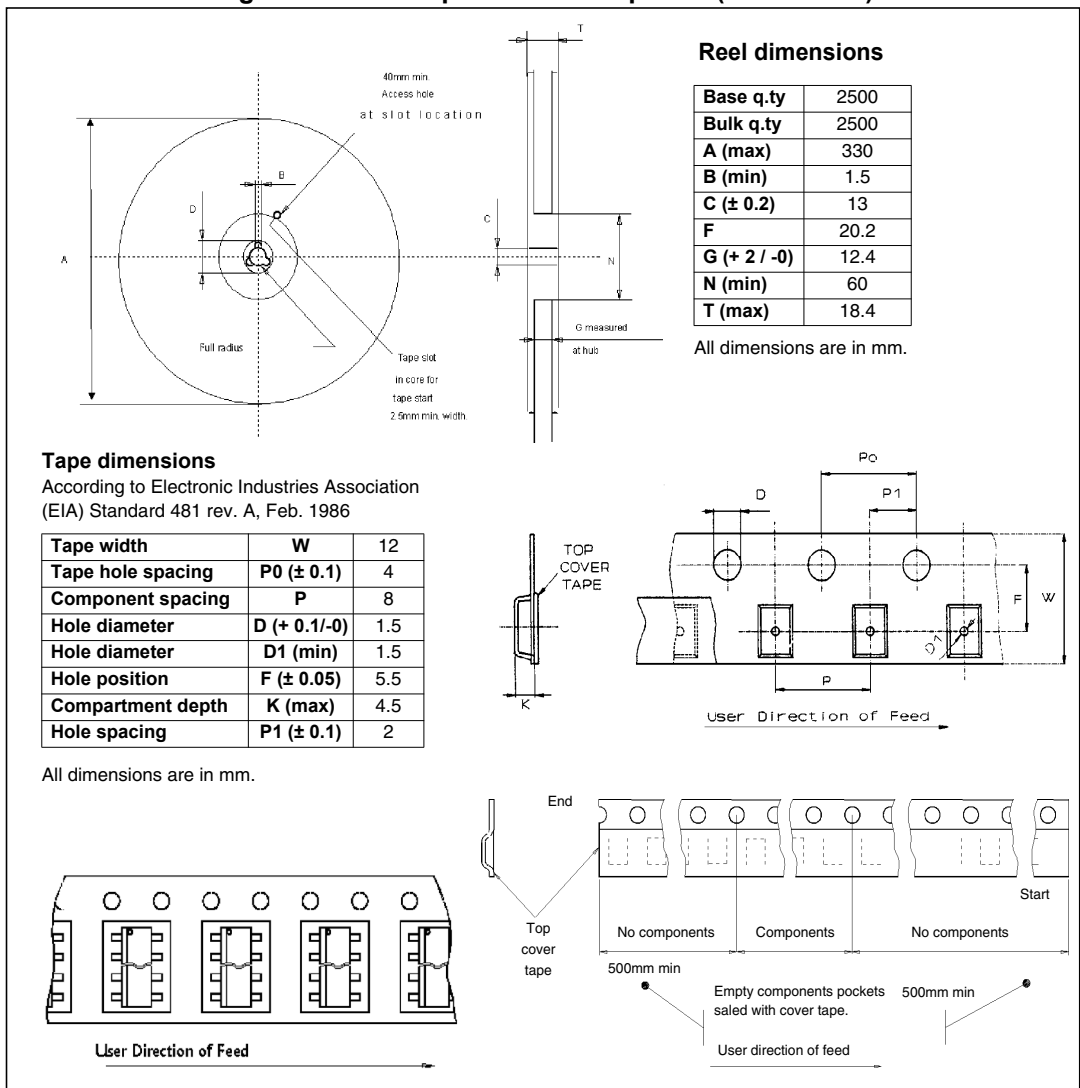 T
40mm min.
Access hole
at slot location
B
D
C
A
N
Full radius
G measured
at hub
Tape slot
in core for
tape start
2.5mm min. width.
Reel dimensions
Base q.ty 2500
Bulk q.ty 2500
A (max) 330
B (min) 1.5
C (± 0.2) 13
F 20.2
G (+ 2 / -0) 12.4
N (min) 60
T (max) 18.4
All dimensions are in mm.
Tape dimensions
According to Electronic Industries Association
(EIA) Standard 481 rev. A, Feb. 1986
Tape width W 12
Tape hole spacing P0 (± 0.1) 4
Component spacing P 8
Hole diameter D (+ 0.1/-0) 1.5
Hole diameter D1 (min) 1.5
Hole position F (± 0.05) 5.5
Compartment depth K (max) 4.5
Hole spacing P1 (± 0.1) 2
All dimensions are in mm.
TOP
COVER
TAPE
K
Po
D
P1
F
W
D1
P
User Direction of Feed
End
Start
Top
cover
tape
No components
Components
No components
500mm min
Empty components pockets
saled with cover tape.
500mm min
User direction of feed
User Direction of Feed